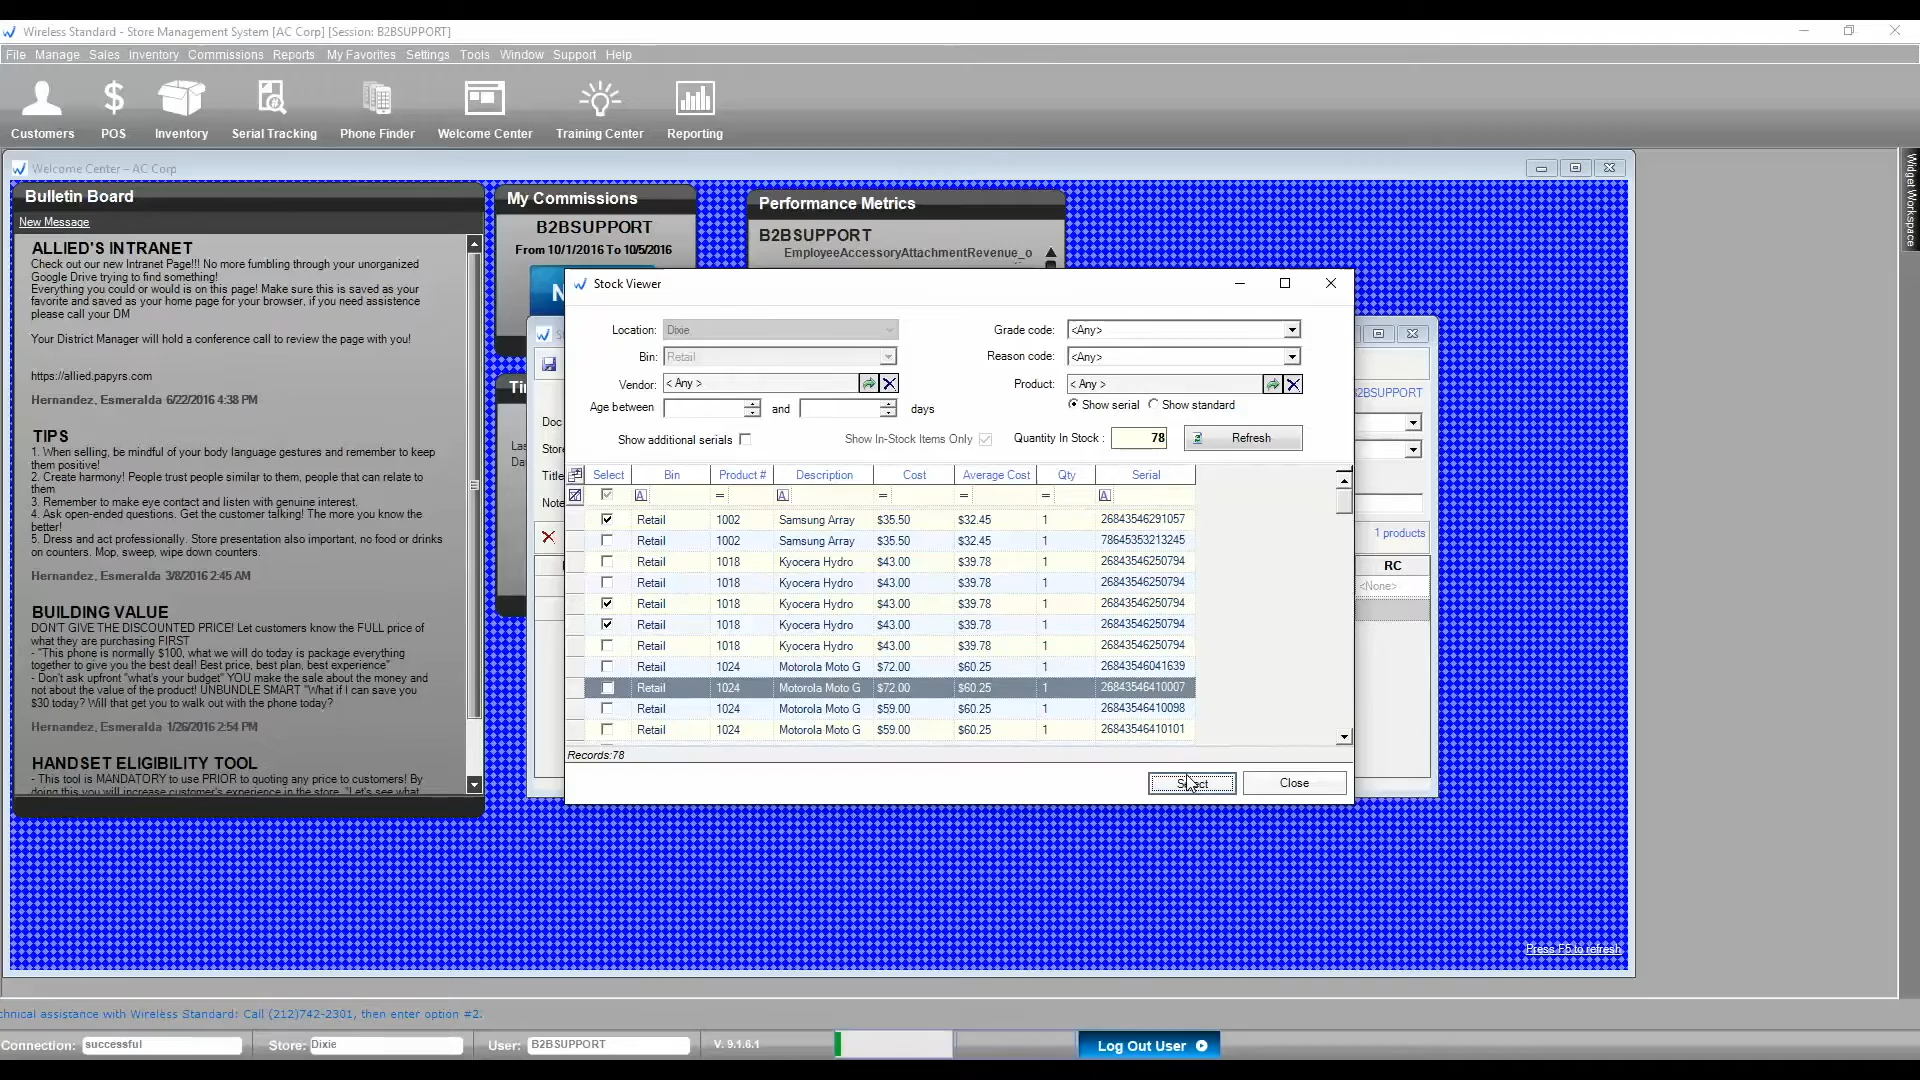 Wireless Standard - Store Management System [AC Corp] [Session: B2BSUPPORT]
File Manage Sales Inventory Commissions Reports My Favorites Settings Tools Window Support Help
Customers POS Inventory Serial Tracking Phone Finder Welcome Center Training Center Reporting
Welcome Center – AC Corp
Widget Workspace
Bulletin Board
New Message
ALLIED'S INTRANET
Check out our new Intranet Page!!! No more fumbling through your unorganized
Google Drive trying to find something!
Everything you could or would is on this page! Make sure this is saved as your
favorite and saved as your home page for your browser, if you need assistence
please call your DM
Your District Manager will hold a conference call to review the page with you!
https://allied.papyrs.com
Hernandez, Esmeralda 6/22/2016 4:38 PM
TIPS
1. When selling, be mindful of your body language gestures and remember to keep
them positive!
2. Create harmony! People trust people similar to them, people that can relate to
them
3. Remember to make eye contact and listen with genuine interest.
4. Ask open-ended questions. Get the customer talking! The more you know the
better!
5. Dress and act professionally. Store presentation also important, no food or drinks
on counters. Mop, sweep, wipe down counters.
Hernandez, Esmeralda 3/8/2016 2:45 AM
BUILDING VALUE
DON'T GIVE THE DISCOUNTED PRICE! Let customers know the FULL price of
what they are purchasing FIRST
- "This phone is normally $100, what we will do today is package everything
together to give you the best deal! Best price, best plan, best experience"
- Don't ask upfront "what's your budget" YOU make the sale about the money and
not about the value of the product! UNBUNDLE SMART "What if I can save you
$30 today? Will that get you to walk out with the phone today?
Hernandez, Esmeralda 1/26/2016 2:54 PM
HANDSET ELIGIBILITY TOOL
- This tool is MANDATORY to use PRIOR to quoting any price to customers! By
doing this you will increase customer's experience in the store. "Let's see what
My Commissions
B2BSUPPORT
From 10/1/2016 To 10/5/2016
N
Performance Metrics
B2BSUPPORT
EmployeeAccessoryAttachmentRevenue_o
Ti
Las
Da
Doc
Store
Title
Note
B2BSUPPORT
1 products
RC
<None>
Stock Viewer
Location: Dixie Grade code: <Any>
Bin: Retail Reason code: <Any>
Vendor: < Any > Product: < Any >
Age between and days Show serial Show standard
Show additional serials Show In-Stock Items Only Quantity In Stock : 78 Refresh
Select Bin Product # Description Cost Average Cost Qty Serial
A = A = = = A
Retail 1002 Samsung Array $35.50 $32.45 1 26843546291057
Retail 1002 Samsung Array $35.50 $32.45 1 78645353213245
Retail 1018 Kyocera Hydro $43.00 $39.78 1 26843546250794
Retail 1018 Kyocera Hydro $43.00 $39.78 1 26843546250794
Retail 1018 Kyocera Hydro $43.00 $39.78 1 26843546250794
Retail 1018 Kyocera Hydro $43.00 $39.78 1 26843546250794
Retail 1018 Kyocera Hydro $43.00 $39.78 1 26843546250794
Retail 1024 Motorola Moto G $72.00 $60.25 1 26843546041639
Retail 1024 Motorola Moto G $72.00 $60.25 1 26843546410007
Retail 1024 Motorola Moto G $59.00 $60.25 1 26843546410098
Retail 1024 Motorola Moto G $59.00 $60.25 1 26843546410101
Records:78
Select Close
Press F5 to refresh
chnical assistance with Wireless Standard: Call (212)742-2301, then enter option #2.
Connection: successful Store: Dixie User: B2BSUPPORT V. 9.1.6.1 Log Out User